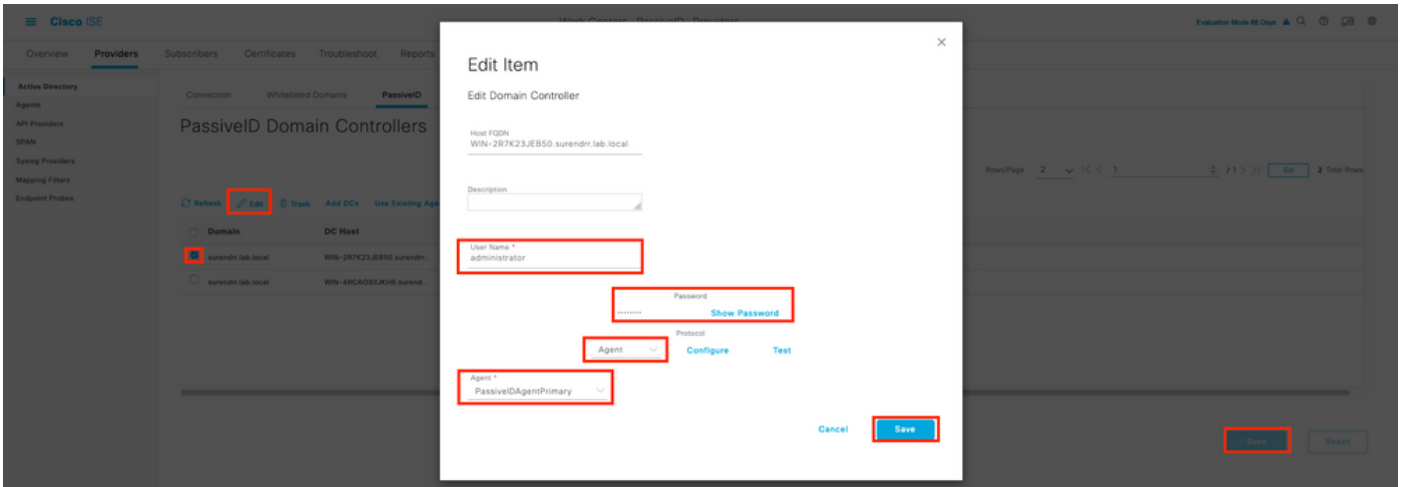 Cisco ISE
Work Centers · PassiveID · Providers
Evaluation Mode 88 Days
Overview Providers Subscribers Certificates Troubleshoot Reports
Active Directory
Agents
API Providers
SPAN
Syslog Providers
Mapping Filters
Endpoint Probes
Connection Whitelisted Domains PassiveID
PassiveID Domain Controllers
Rows/Page 2 1 / 1 Go 2 Total Rows
Refresh Edit Trash Add DCs Use Existing Age
Domain DC Host
surendrr.lab.local WIN-2R7K23JEB50.surendrr..
surendrr.lab.local
Edit Item
Edit Domain Controller
Host FQDN
WIN-2R7K23JEB50.surendrr.lab.local
Description
User Name *
administrator
Password
........ Show Password
Protocol
Agent Configure Test
Agent *
PassiveIDAgentPrimary
Cancel Save
Save Reset